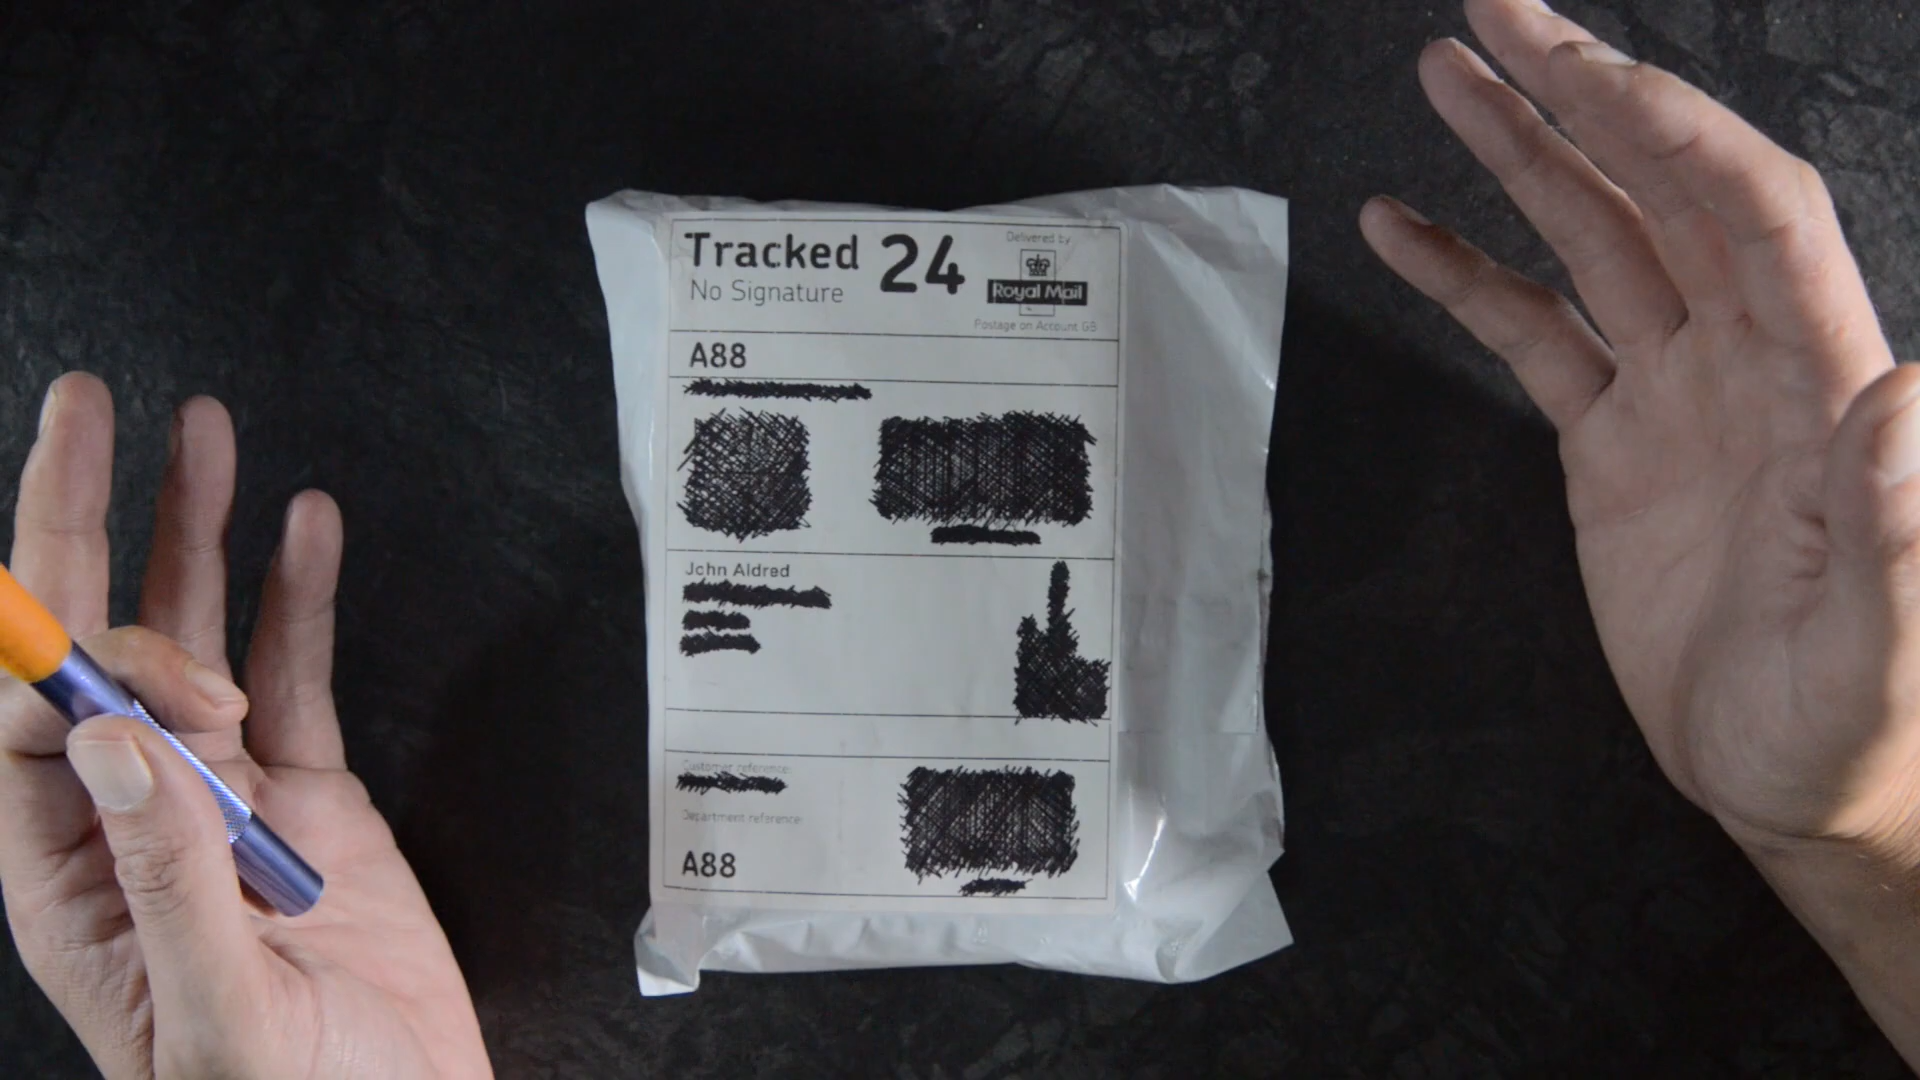 Tracked 24
No Signature
Delivered by
Royal Mail
Postage on Account GB
A88
John Aldred
Customer reference:
Department reference:
A88